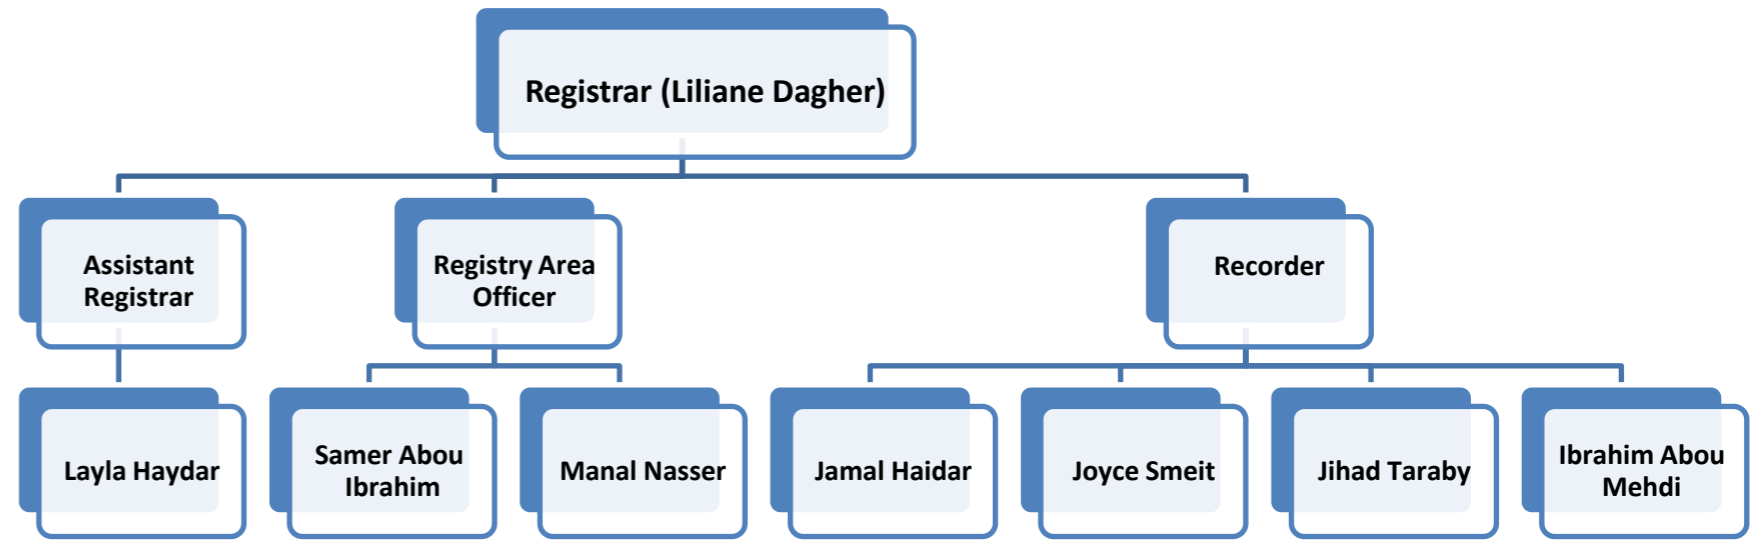 Registrar (Liliane Dagher)
Assistant
Registrar
Registry Area
Officer
Recorder
Layla Haydar
Samer Abou
Ibrahim
Manal Nasser
Jamal Haidar
Joyce Smeit
Jihad Taraby
Ibrahim Abou
Mehdi